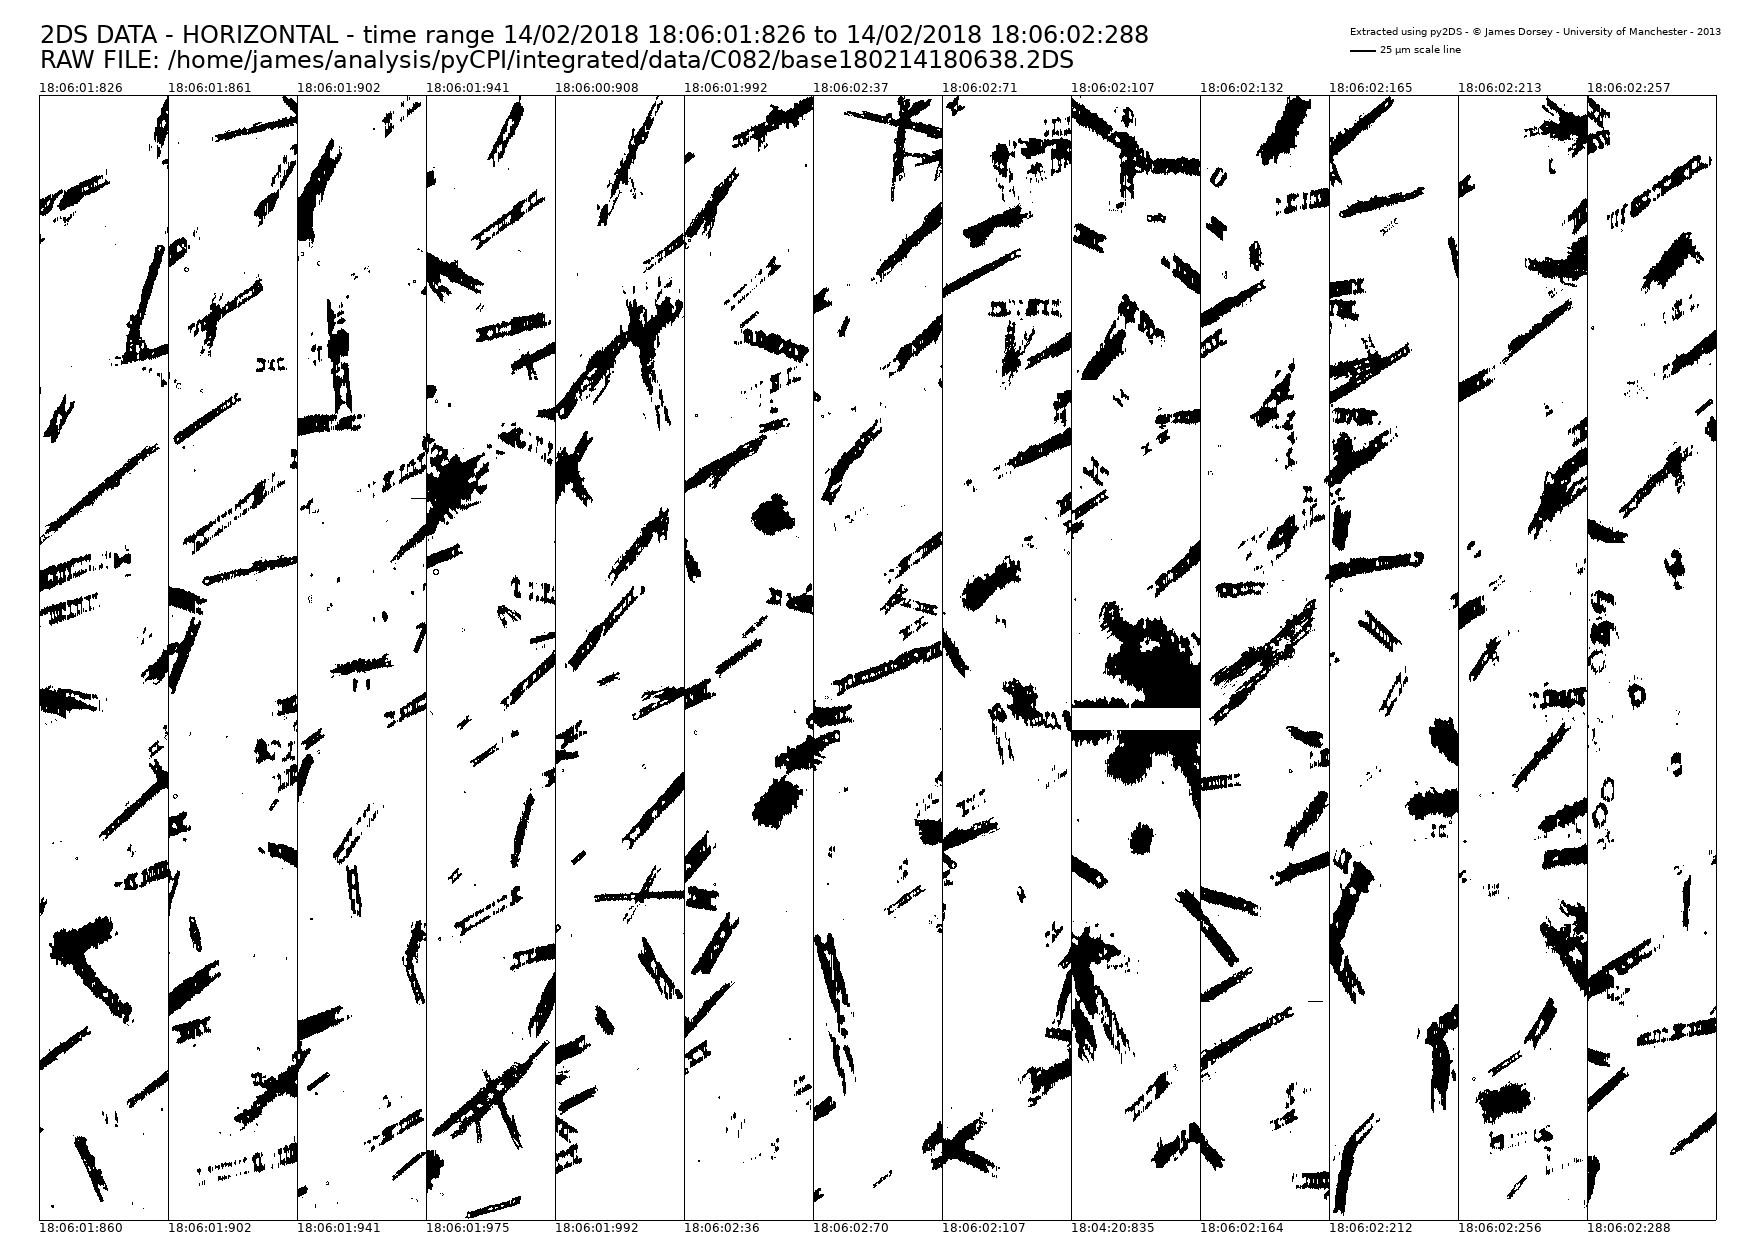 2DS DATA - HORIZONTAL - time range 14/02/2018 18:06:01:826 to 14/02/2018 18:06:02:288
RAW FILE: /home/james/analysis/pyCPI/integrated/data/C082/base180214180638.2DS
Extracted using py2DS - © James Dorsey - University of Manchester - 2013
25 µm scale line
18:06:01:826 18:06:01:861 18:06:01:902 18:06:01:941 18:06:00:908 18:06:01:992 18:06:02:37 18:06:02:71 18:06:02:107 18:06:02:132 18:06:02:165 18:06:02:213 18:06:02:257
18:06:01:860 18:06:01:902 18:06:01:941 18:06:01:975 18:06:01:992 18:06:02:36 18:06:02:70 18:06:02:107 18:04:20:835 18:06:02:164 18:06:02:212 18:06:02:256 18:06:02:288